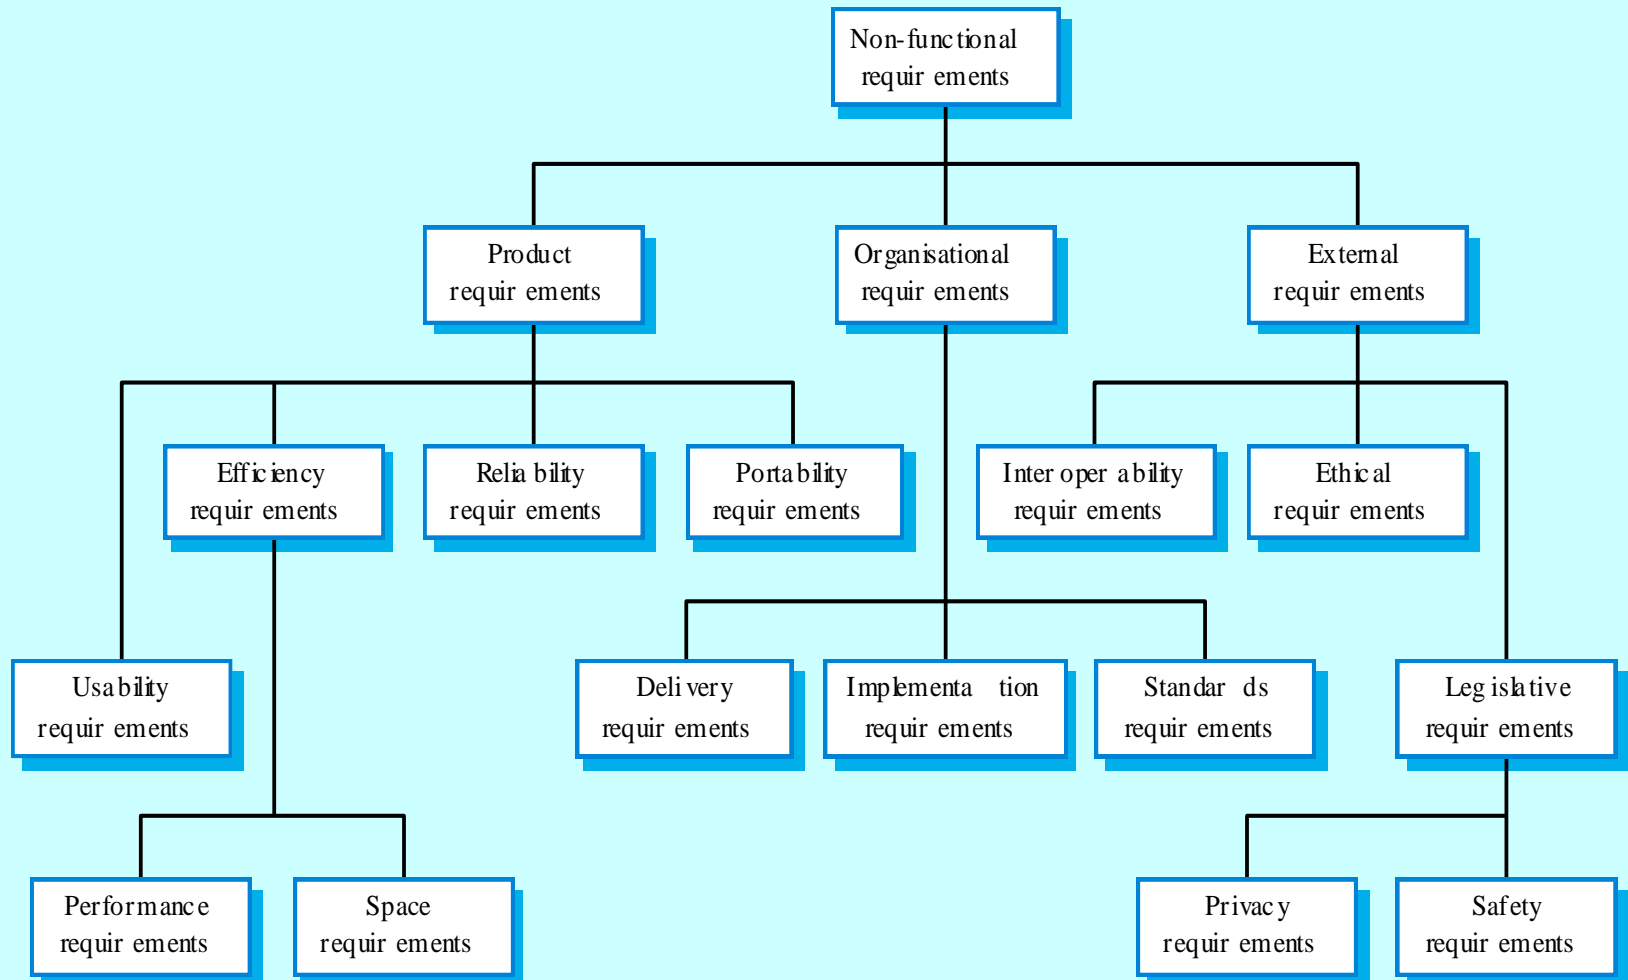 Non-functional
requirements
Product
requirements
Organisational
requirements
External
requirements
Efficiency
requirements
Reliability
requirements
Portability
requirements
Interoperability
requirements
Ethical
requirements
Usability
requirements
Delivery
requirements
Implementation
requirements
Standards
requirements
Legislative
requirements
Performance
requirements
Space
requirements
Privacy
requirements
Safety
requirements